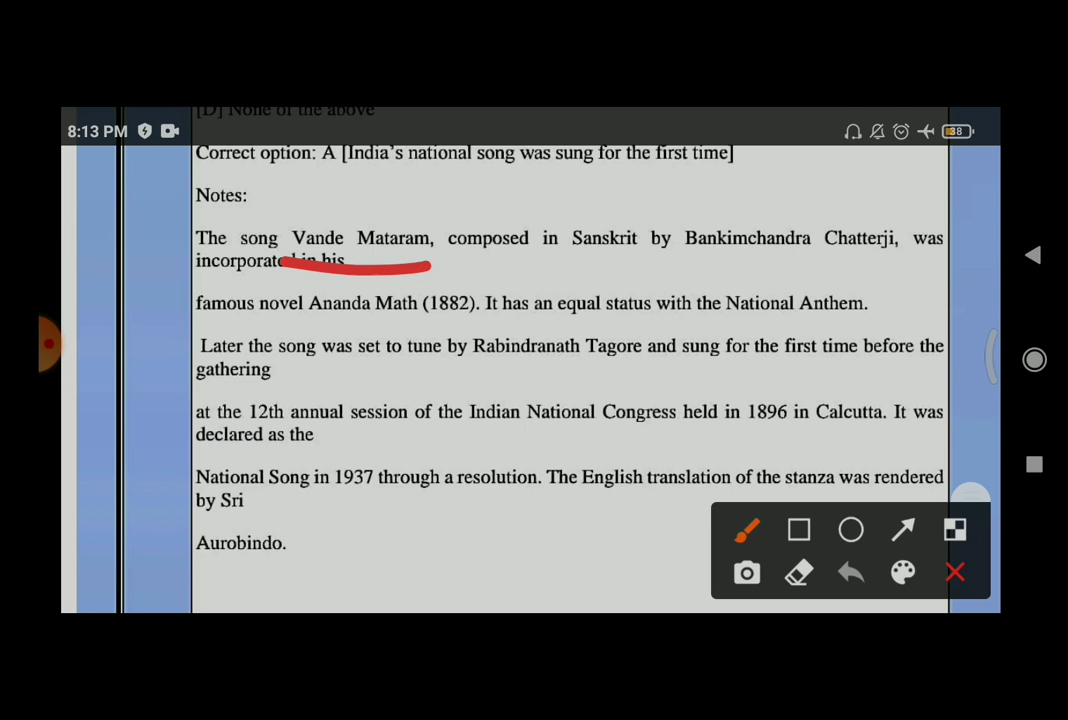 [D] None of the above
8:13 PM
38
Correct option: A [India's national song was sung for the first time]
Notes:
The song Vande Mataram, composed in Sanskrit by Bankimchandra Chatterji, was
incorporated in his
famous novel Ananda Math (1882). It has an equal status with the National Anthem.
Later the song was set to tune by Rabindranath Tagore and sung for the first time before the
gathering
at the 12th annual session of the Indian National Congress held in 1896 in Calcutta. It was
declared as the
National Song in 1937 through a resolution. The English translation of the stanza was rendered
by Sri
Aurobindo.